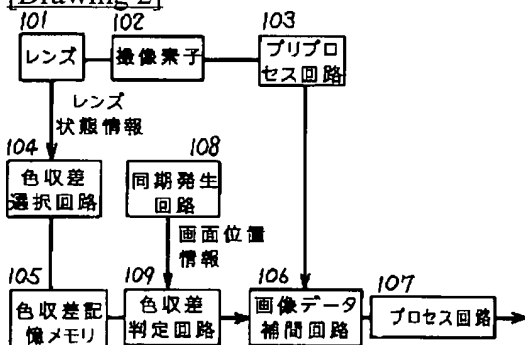 [Drawing 2]
101
102
103
レンズ
撮像素子
プリプロ
セス回路
レンズ
状態情報
104
108
色収差
選択回路
同期発生
回路
画面位置
情報
105
109
106
107
色収差記
憶メモリ
色収差
判定回路
画像データ
補間回路
プロセス回路